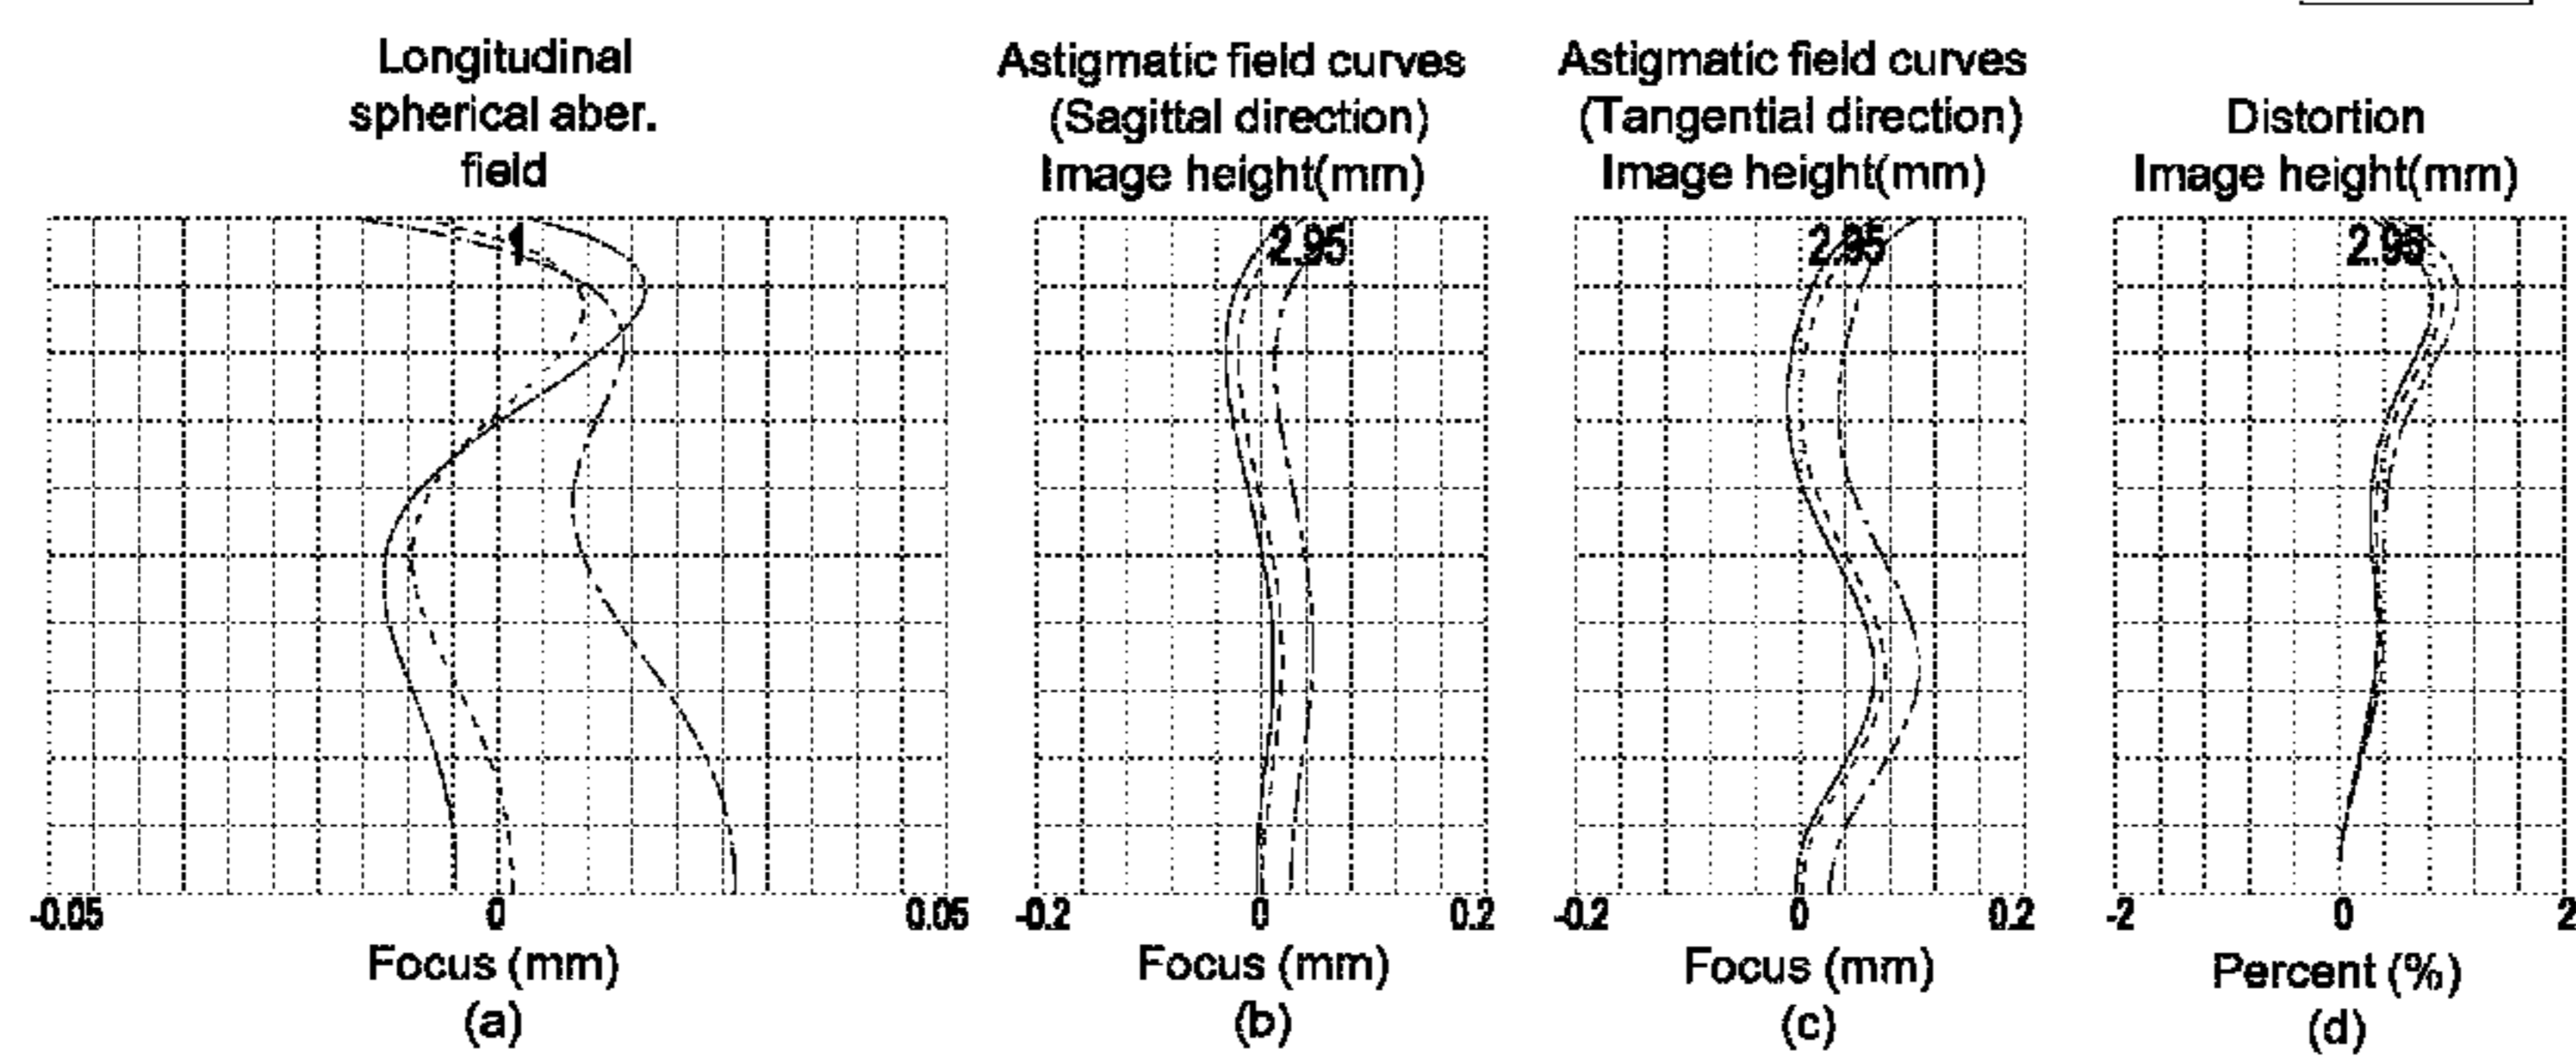 Longitudinal
spherical aber.
field
1
-0.05 0 0.05
Focus (mm)
(a)
Astigmatic field curves
(Sagittal direction)
Image height(mm)
2.95
-0.2 0 0.2
Focus (mm)
(b)
Astigmatic field curves
(Tangential direction)
Image height(mm)
2.95
-0.2 0 0.2
Focus (mm)
(c)
Distortion
Image height(mm)
2.95
-2 0 2
Percent (%)
(d)